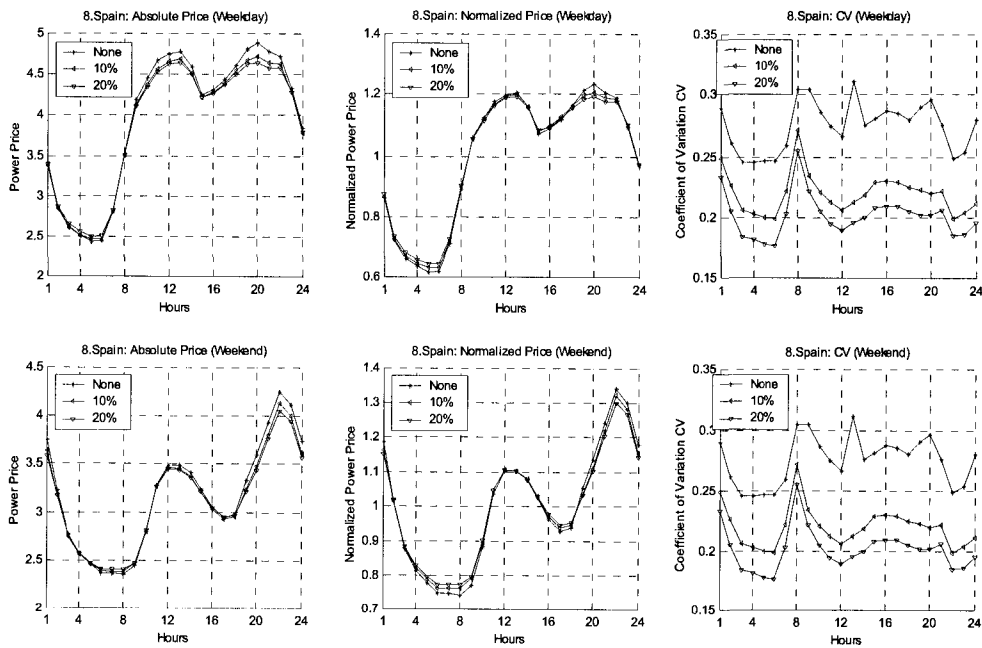 8.Spain: Absolute Price (Weekday)
5
4.5
4
3.5
3
2.5
2
Power Price
None
10%
20%
1 4 8 12 16 20 24
Hours
8.Spain: Normalized Price (Weekday)
1.4
1.2
1
0.8
0.6
Normalized Power Price
None
10%
20%
1 4 8 12 16 20 24
Hours
8.Spain: CV (Weekday)
0.35
0.3
0.25
0.2
0.15
Coefficient of Variation CV
None
10%
20%
1 4 8 12 16 20 24
Hours
8.Spain: Absolute Price (Weekend)
4.5
4
3.5
3
2.5
2
Power Price
None
10%
20%
1 4 8 12 16 20 24
Hours
8.Spain: Normalized Price (Weekend)
1.4
1.3
1.2
1.1
1
0.9
0.8
0.7
Normalized Power Price
None
10%
20%
1 4 8 12 16 20 24
Hours
8.Spain: CV (Weekend)
0.35
0.3
0.25
0.2
0.15
Coefficient of Variation CV
None
10%
20%
1 4 8 12 16 20 24
Hours